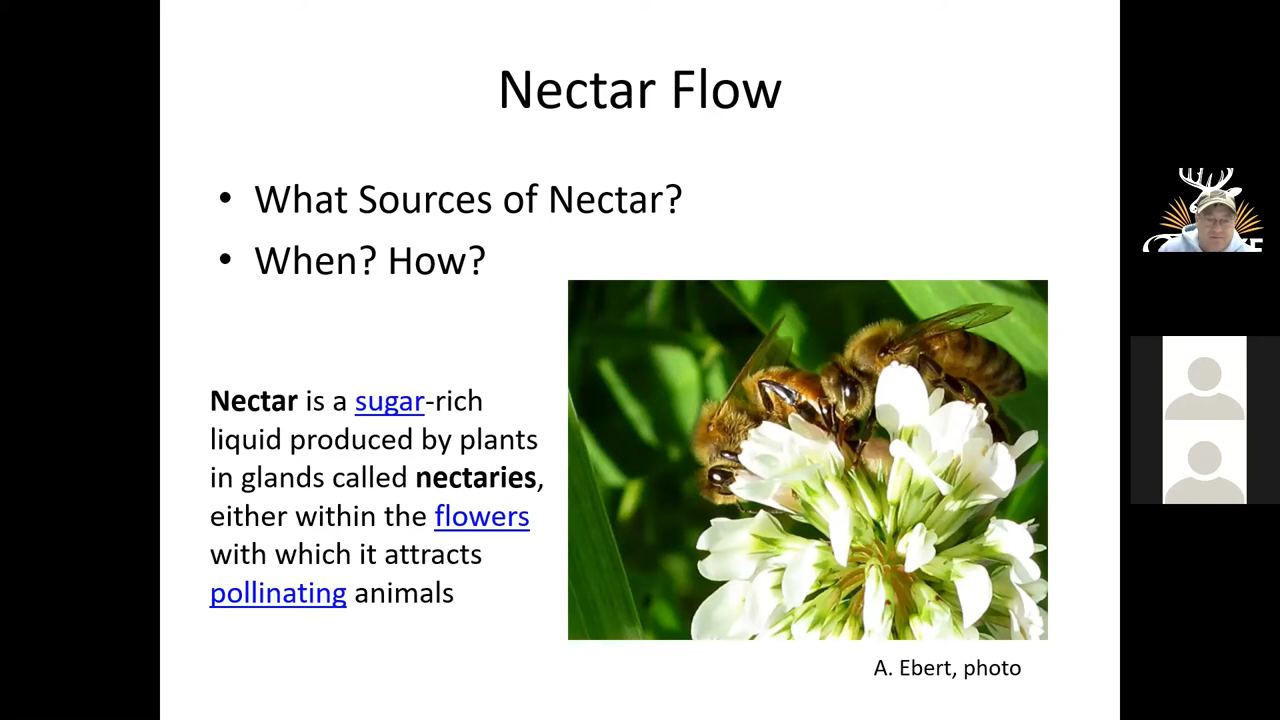 Nectar Flow
• What Sources of Nectar?
• When? How?
Nectar is a sugar-rich
liquid produced by plants
in glands called nectaries,
either within the flowers
with which it attracts
pollinating animals
A. Ebert, photo